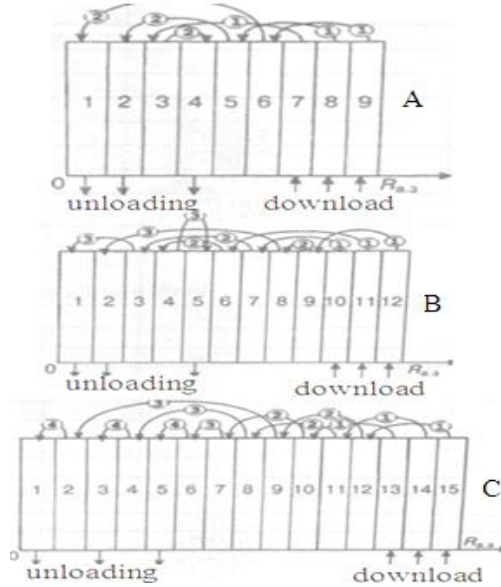 2 2 1
2 1 1
1 2 3 4 5 6 7 8 9 A
0 R в.з
unloading download
3
3 3 2 1
2 2 1 1
1 2 3 4 5 6 7 8 9 10 11 12 B
0 R в.з
unloading download
3 2 2
4 4 4 3 3 2 1 1 1
1 2 3 4 5 6 7 8 9 10 11 12 13 14 15 C
0 R в.з
unloading download